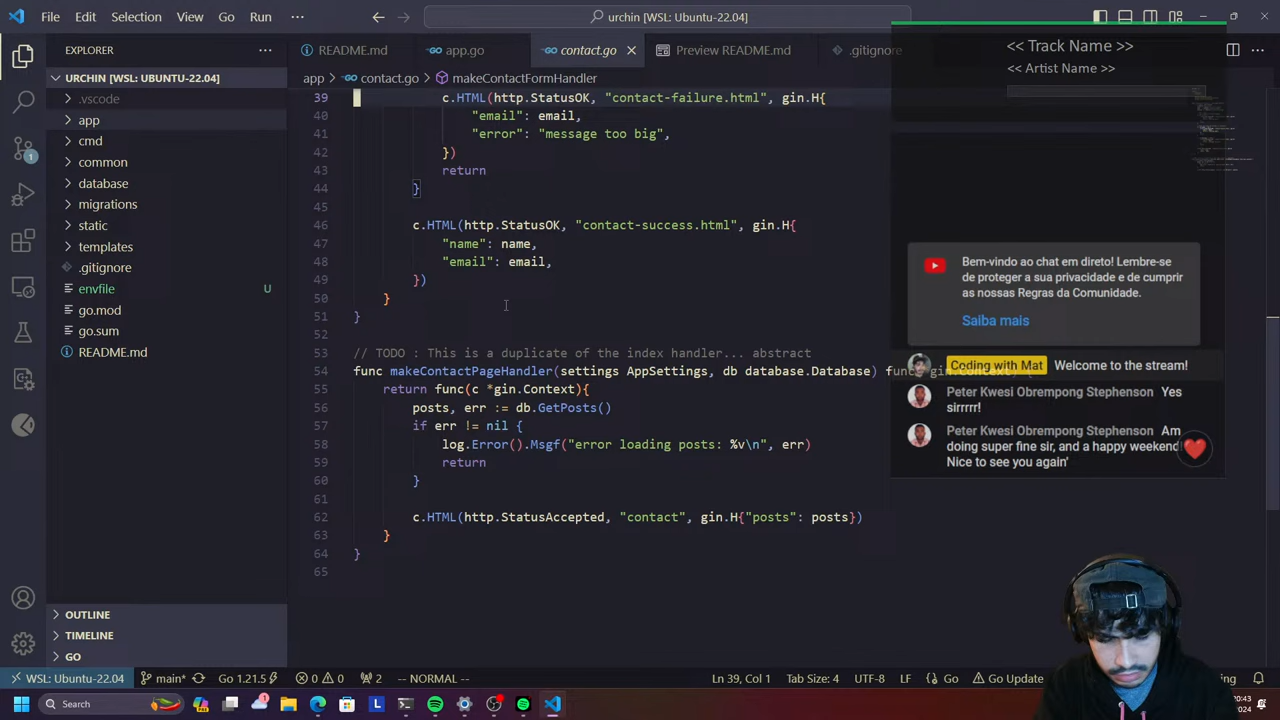 File Edit Selection View Go Run ···
urchin [WSL: Ubuntu-22.04]
EXPLORER
README.md
app.go
contact.go
Preview README.md
.gitignore
URCHIN [WSL: UBUNTU-22.04]
app > contact.go > makeContactFormHandler
.vscode
app
cmd
common
database
migrations
static
templates
.gitignore
envfile U
go.mod
go.sum
README.md
OUTLINE
TIMELINE
GO
39 c.HTML(http.StatusOK, "contact-failure.html", gin.H{
40 "email": email,
41 "error": "message too big",
42 })
43 return
44 }
45
46 c.HTML(http.StatusOK, "contact-success.html", gin.H{
47 "name": name,
48 "email": email,
49 })
50 }
51 }
52
53 // TODO : This is a duplicate of the index handler... abstract
54 func makeContactPageHandler(settings AppSettings, db database.Database) func(*gin.Context) {
55 return func(c *gin.Context){
56 posts, err := db.GetPosts()
57 if err != nil {
58 log.Error().Msgf("error loading posts: %v\n", err)
59 return
60 }
61
62 c.HTML(http.StatusAccepted, "contact", gin.H{"posts": posts})
63 }
64 }
65
<< Track Name >>
<< Artist Name >>
Bem-vindo ao chat em direto! Lembre-se
de proteger a sua privacidade e de cumprir
as nossas Regras da Comunidade.
Saiba mais
Coding with Mat Welcome to the stream!
Peter Kwesi Obrempong Stephenson Yes
sirrrrr!
Peter Kwesi Obrempong Stephenson Am
doing super fine sir, and a happy weekend!
Nice to see you again'
WSL: Ubuntu-22.04 main* Go 1.21.5 0 0 2 -- NORMAL -- Ln 39, Col 1 Tab Size: 4 UTF-8 LF Go Go Update
Search
20:43